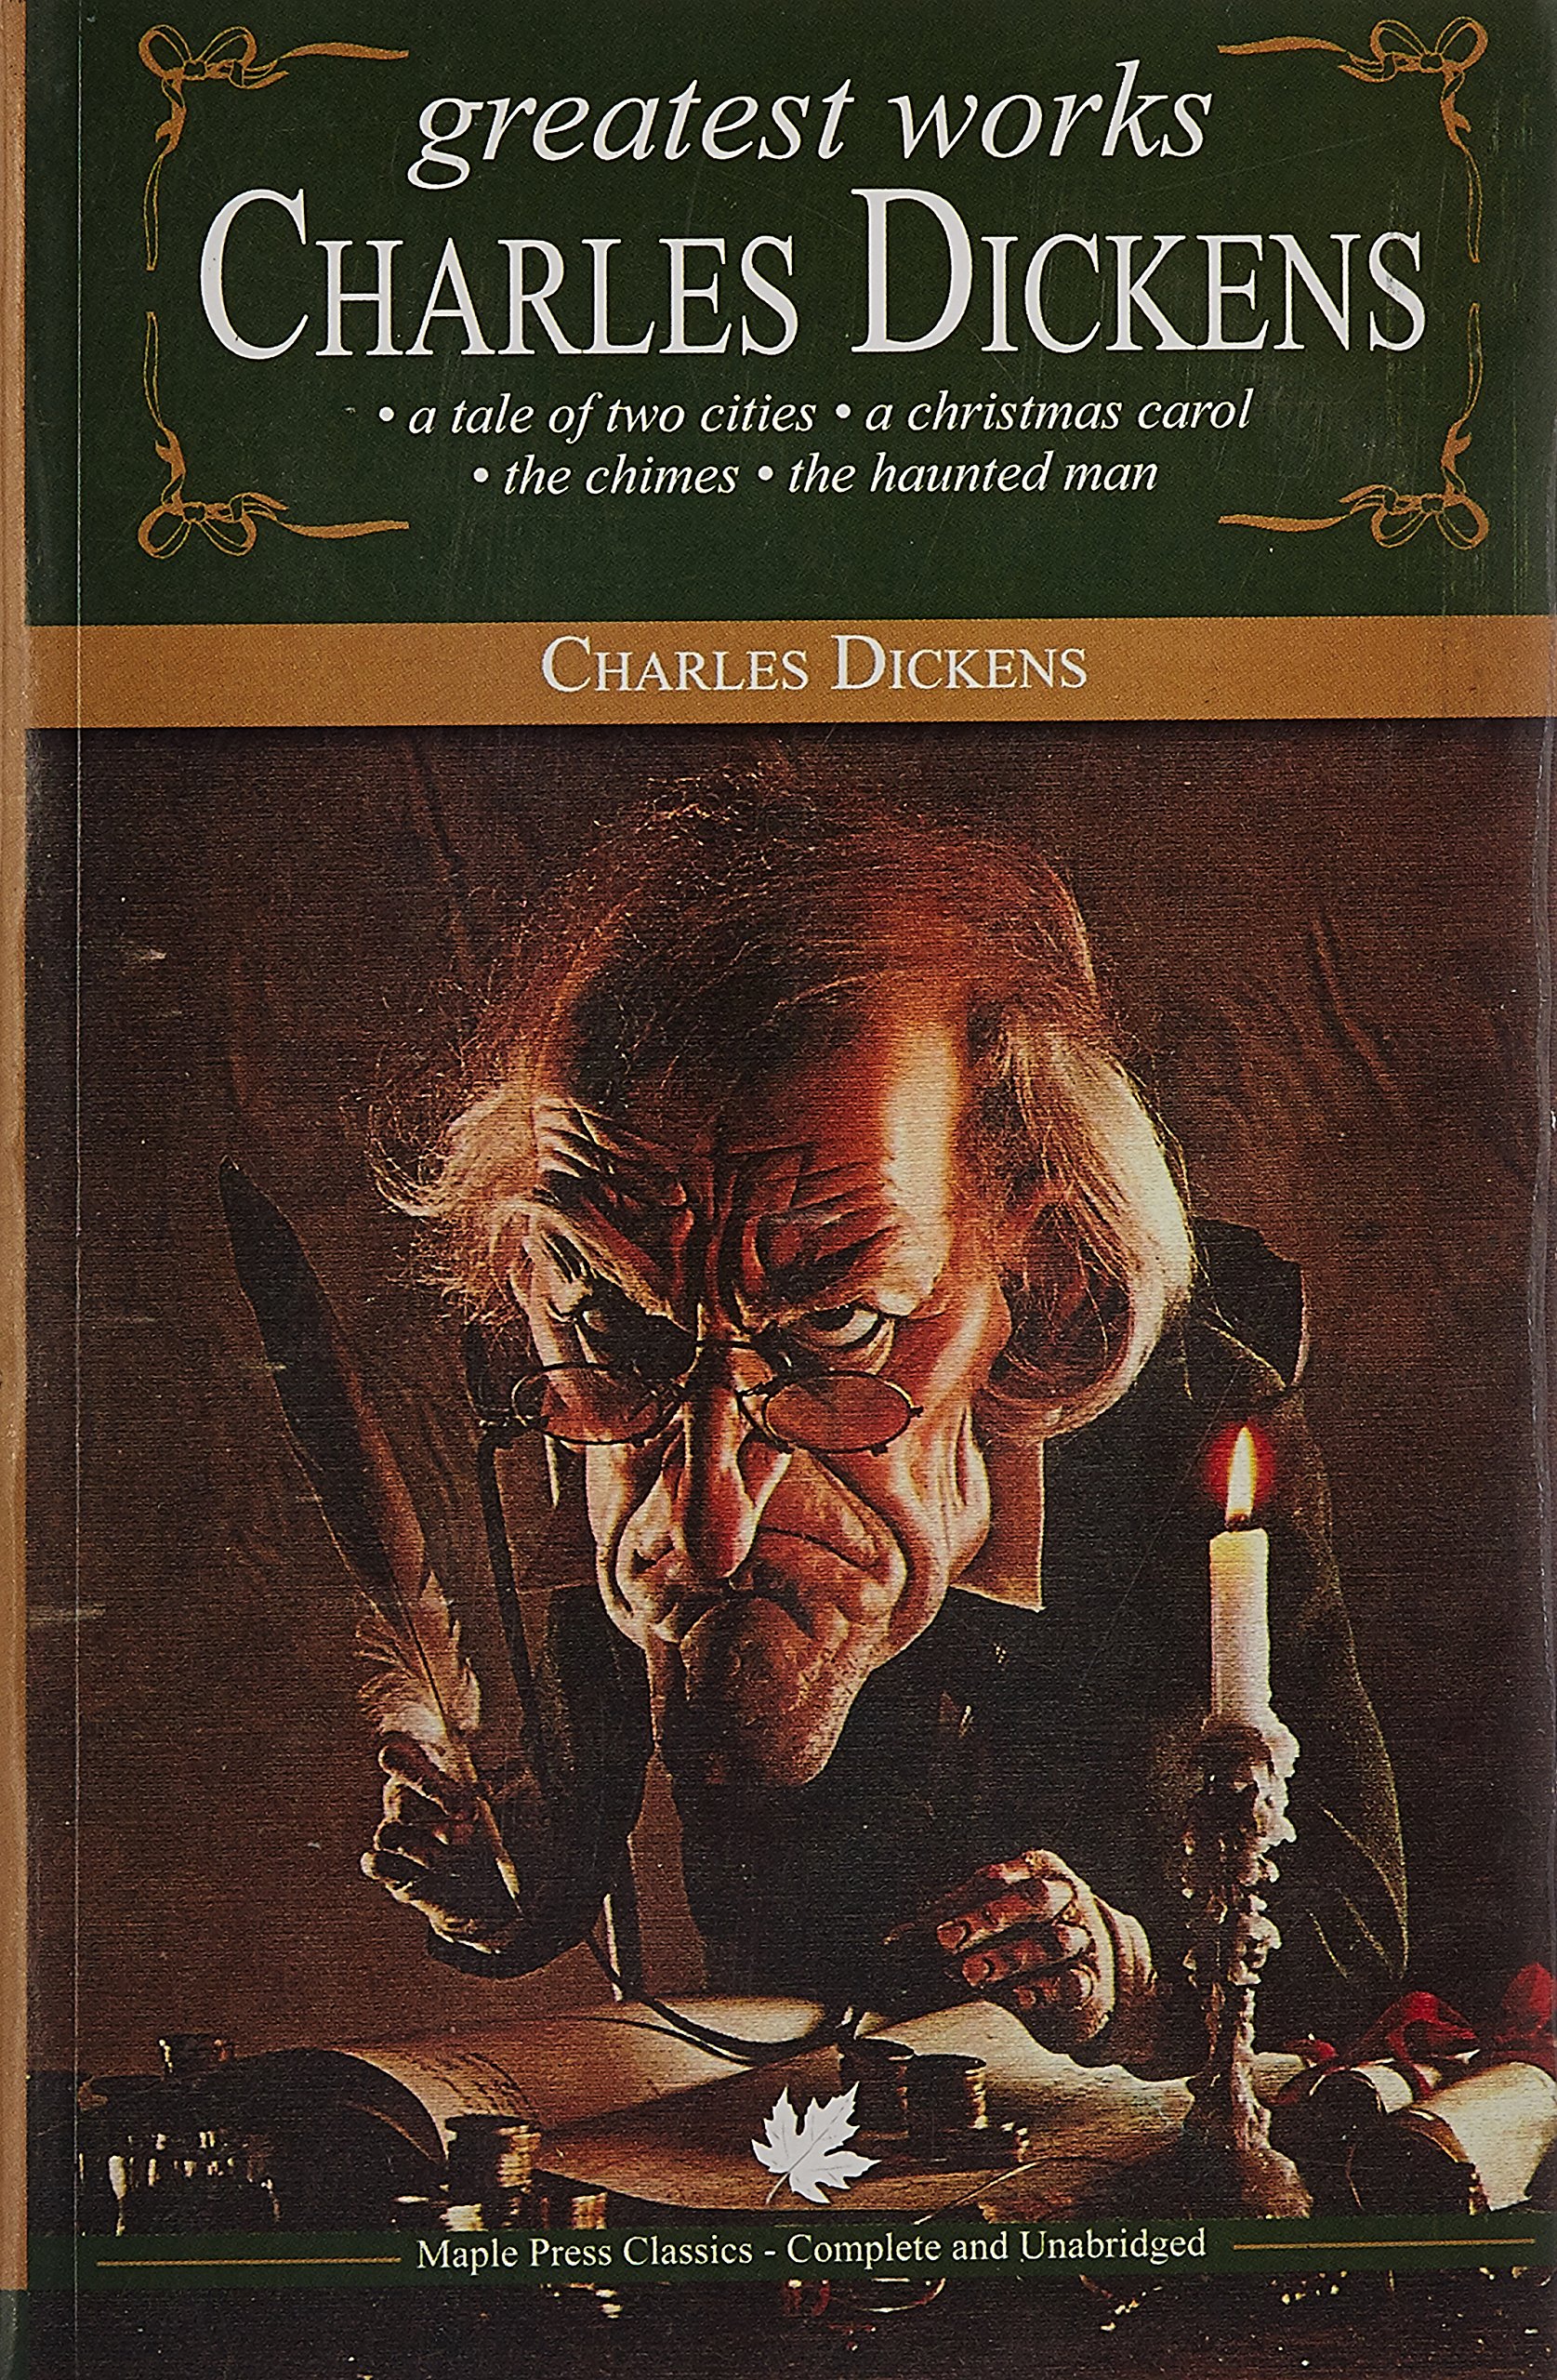 greatest works
CHARLES DICKENS
• a tale of two cities • a christmas carol
• the chimes • the haunted man
CHARLES DICKENS
Maple Press Classics - Complete and Unabridged